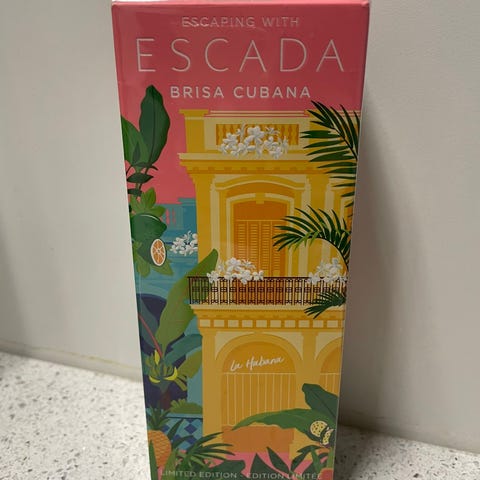 ESCAPING WITH
ESCADA
BRISA CUBANA
La Habana
LIMITED EDITION - EDITION LIMITÉE